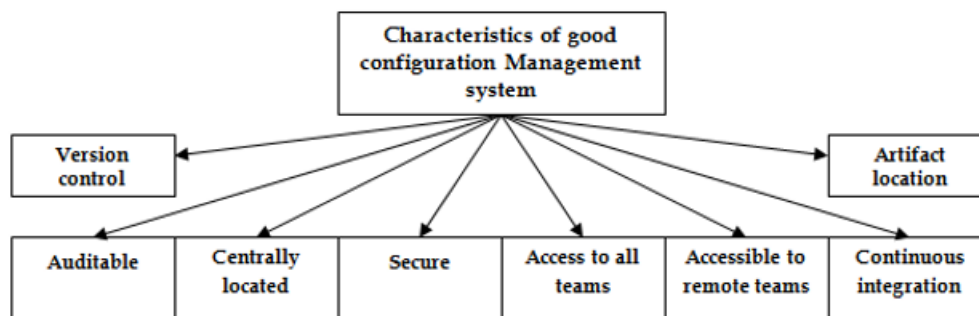 Characteristics of good
configuration Management
system
Version
control
Artifact
location
Auditable
Centrally
located
Secure
Access to all
teams
Accessible to
remote teams
Continuous
integration